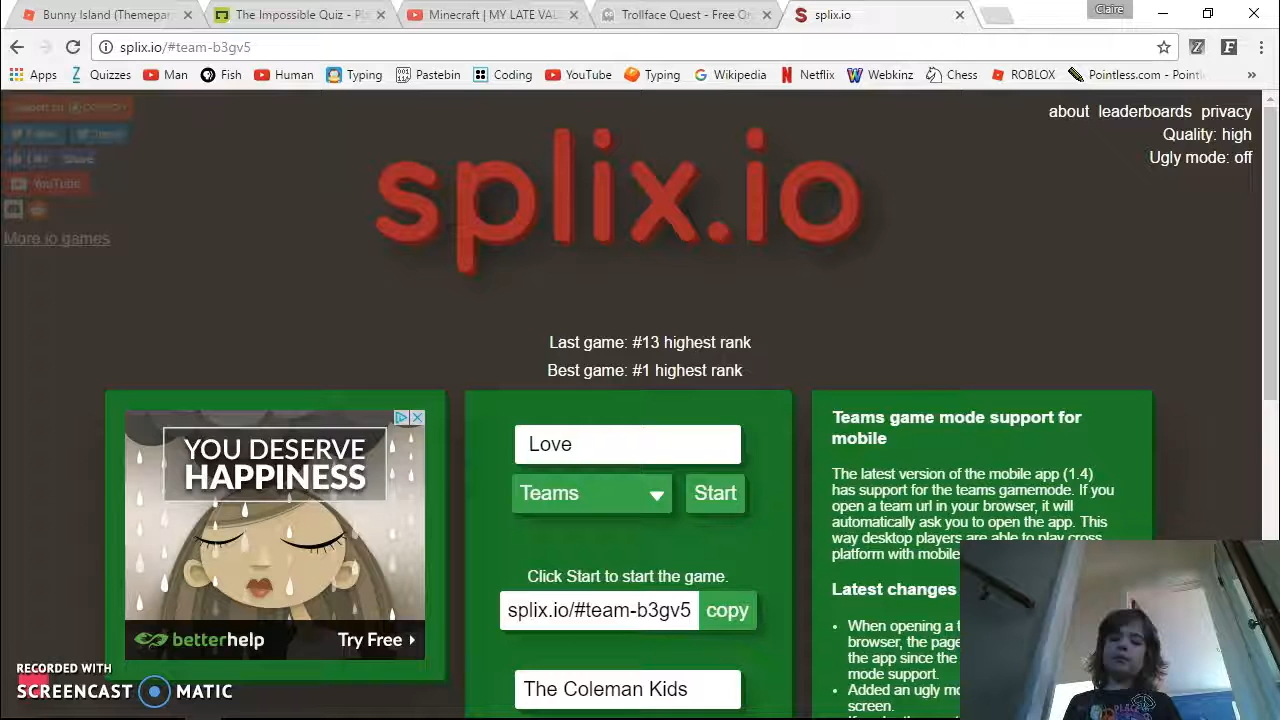 Bunny Island (Themepar
The Impossible Quiz - Pl
Minecraft | MY LATE VAL
Trollface Quest - Free O
splix.io
Claire
splix.io/#team-b3gv5
Apps
Quizzes
Man
Fish
Human
Typing
Pastebin
Coding
YouTube
Typing
Wikipedia
Netflix
Webkinz
Chess
ROBLOX
Pointless.com - Pointl
»
Share
YouTube
More io games
about leaderboards privacy
Quality: high
Ugly mode: off
splix.io
Last game: #13 highest rank
Best game: #1 highest rank
YOU DESERVE
HAPPINESS
betterhelp
Try Free
Love
Teams
Start
Click Start to start the game.
splix.io/#team-b3gv5
copy
The Coleman Kids
Teams game mode support for
mobile
The latest version of the mobile app (1.4)
has support for the teams gamemode. If you
open a team url in your browser, it will
automatically ask you to open the app. This
way desktop players are able to play cross
platform with mobile
Latest changes
• When opening a t
browser, the page
the app since the
mode support.
• Added an ugly mo
screen.
RECORDED WITH
SCREENCAST MATIC